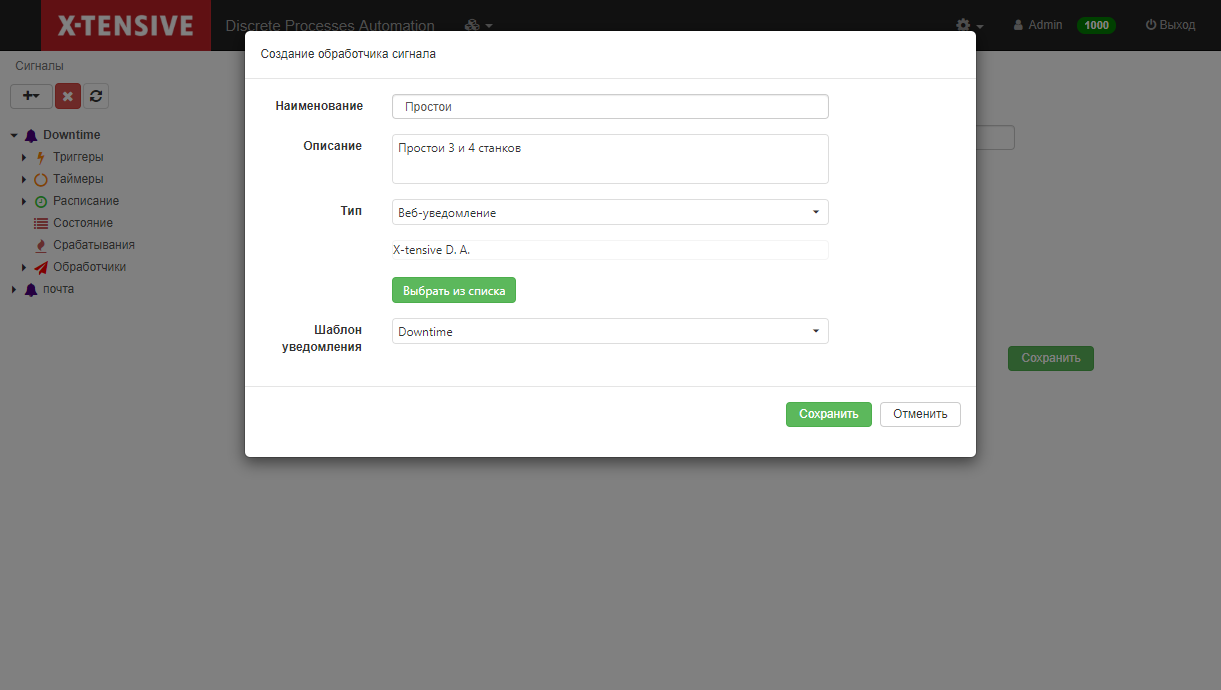 X-TENSIVE
Discrete Processes Automation
Admin 1000 Выход
Сигналы
Downtime
Триггеры
Таймеры
Расписание
Состояние
Срабатывания
Обработчики
почта
Создание обработчика сигнала
Наименование Простои
Описание Простои 3 и 4 станков
Тип Веб-уведомление
X-tensive D. A.
Выбрать из списка
Шаблон уведомления Downtime
Сохранить Отменить
Сохранить